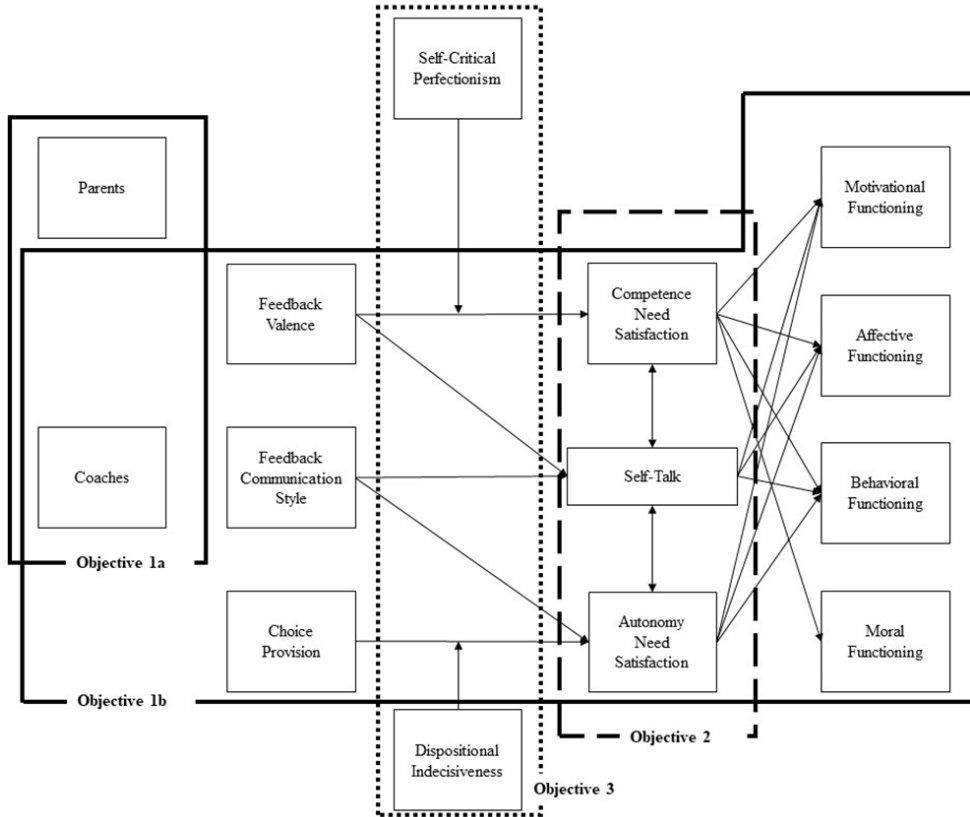 Self-Critical
Perfectionism
Parents
Motivational
Functioning
Feedback
Valence
Competence
Need
Satisfaction
Affective
Functioning
Coaches
Feedback
Communication
Style
Self-Talk
Behavioral
Functioning
Objective 1a
Choice
Provision
Autonomy
Need
Satisfaction
Moral
Functioning
Objective 1b
Objective 2
Dispositional
Indecisiveness
Objective 3